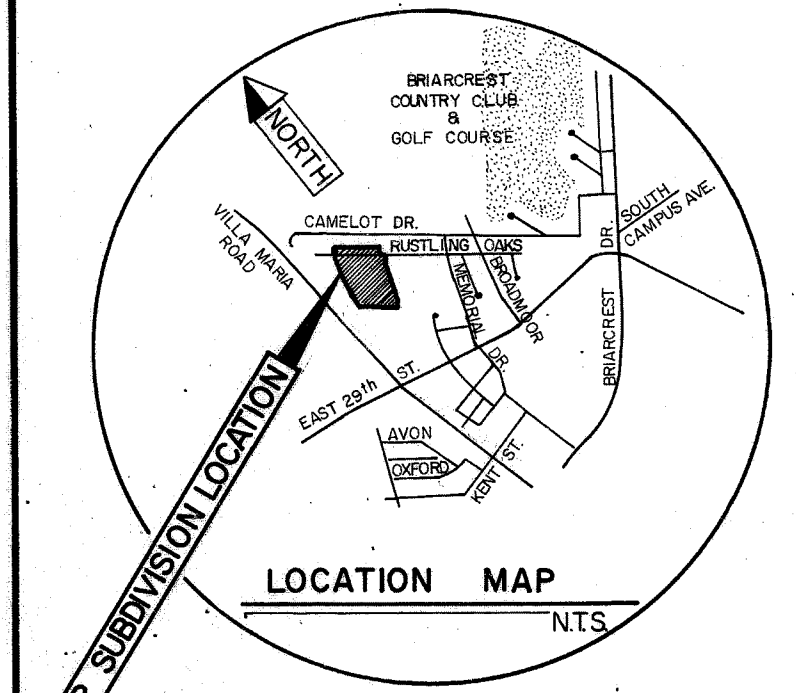 BRIARCREST
COUNTRY CLUB
&
GOLF COURSE
NORTH
VILLA MARIA
ROAD
CAMELOT DR.
RUSTLING OAKS
MEMORIAL
DR.
BROADMOOR
DR.
BRIARCREST
SOUTH
CAMPUS AVE.
EAST 29th ST.
AVON
OXFORD
KENT ST.
SUBDIVISION LOCATION
LOCATION MAP
N.T.S.